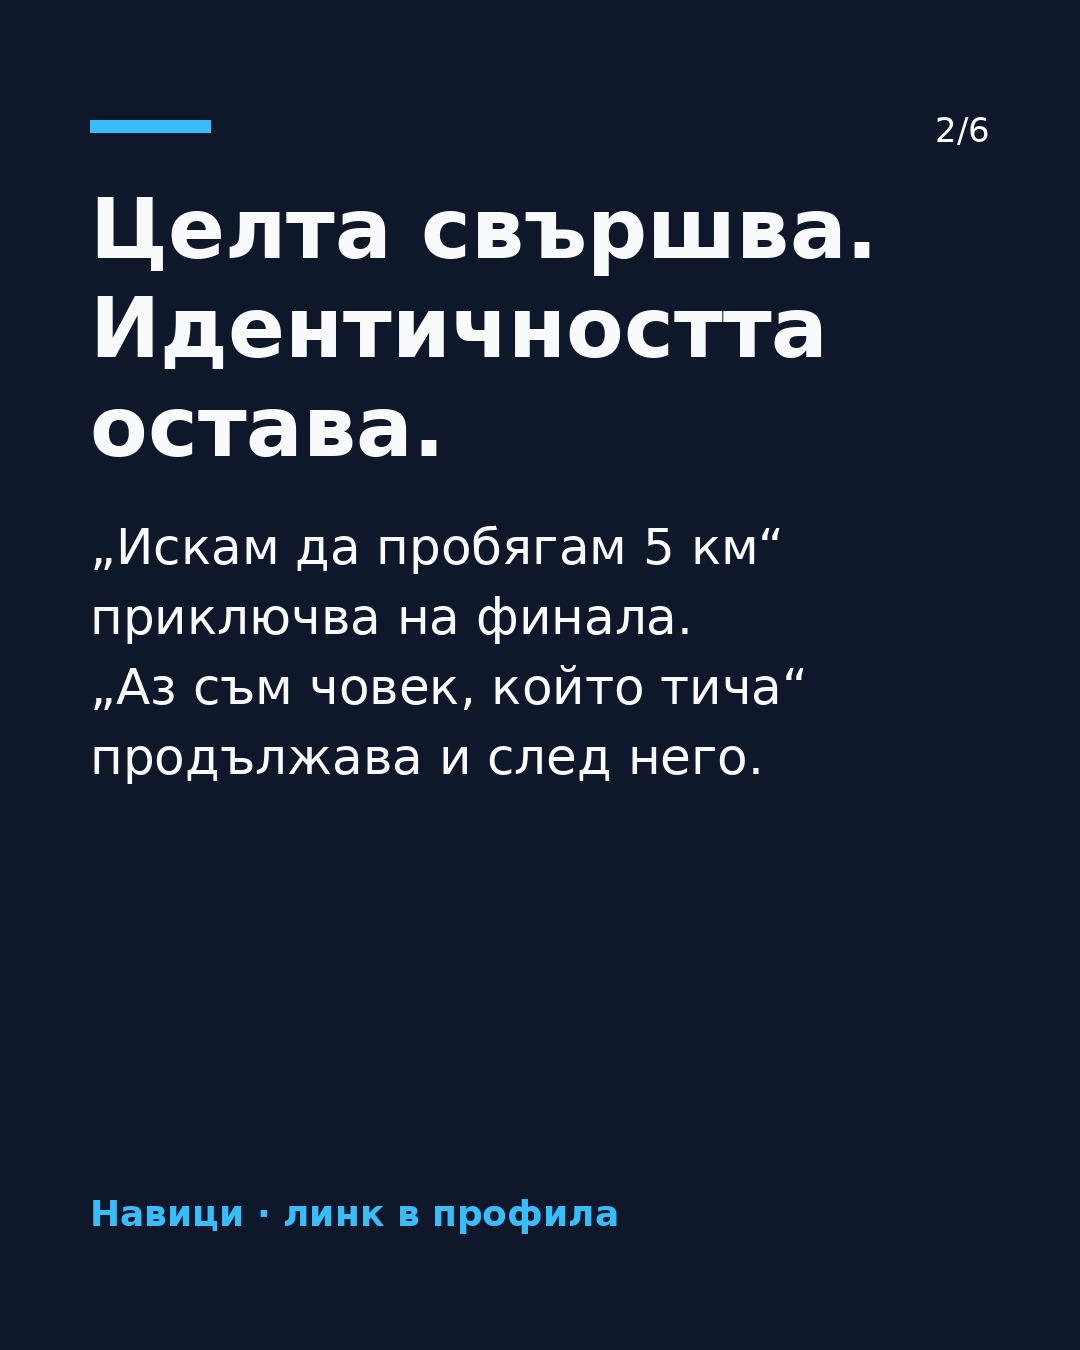 2/6
Целта свършва.
Идентичността
остава.
„Искам да пробягам 5 км“
приключва на финала.
„Аз съм човек, който тича“
продължава и след него.
Навици · линк в профила